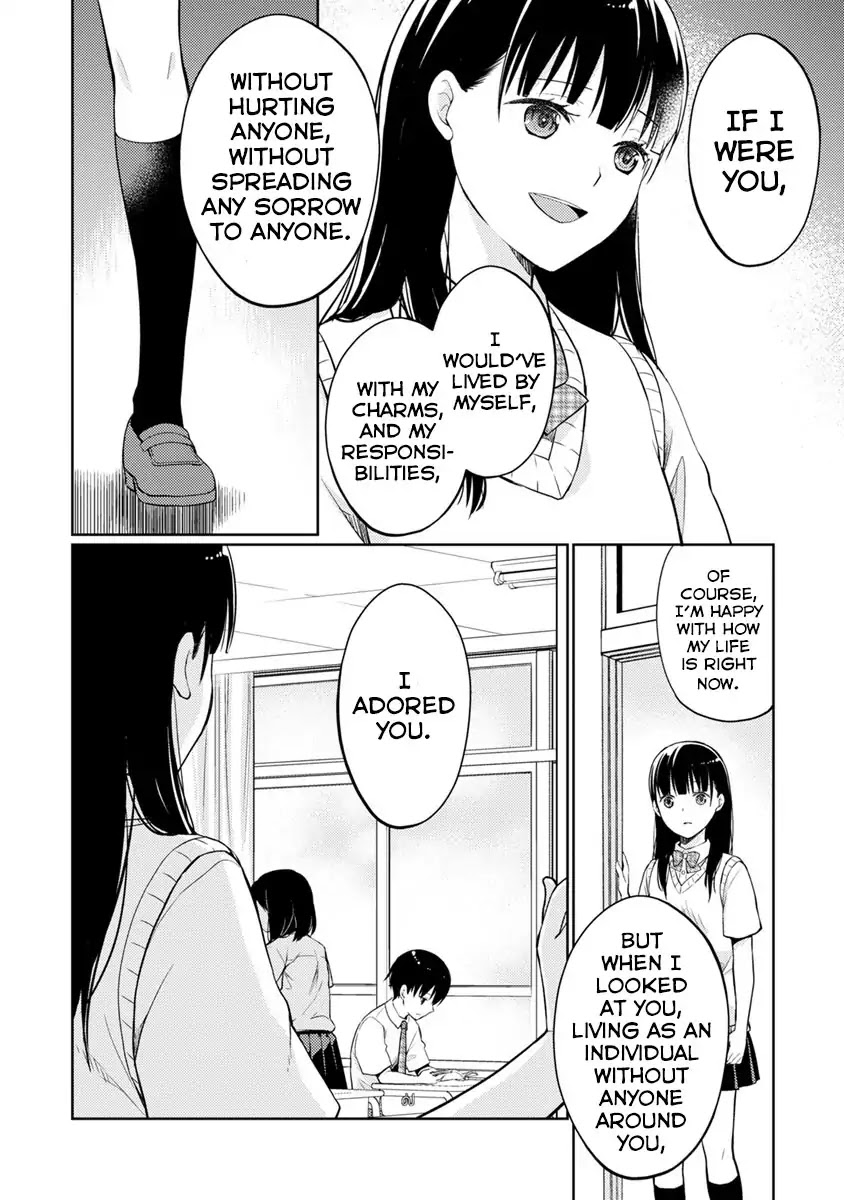 IF I
WERE
YOU,
I
WOULD'VE
LIVED BY
MYSELF,
WITH MY
CHARMS,
AND MY
RESPONSI-
BILITIES,
WITHOUT
HURTING
ANYONE,
WITHOUT
SPREADING
ANY SORROW
TO ANYONE.
OF
COURSE,
I'M HAPPY
WITH HOW
MY LIFE
IS RIGHT
NOW.
BUT
WHEN I
LOOKED
AT YOU,
LIVING AS AN
INDIVIDUAL
WITHOUT
ANYONE
AROUND
YOU,
I
ADORED
YOU.